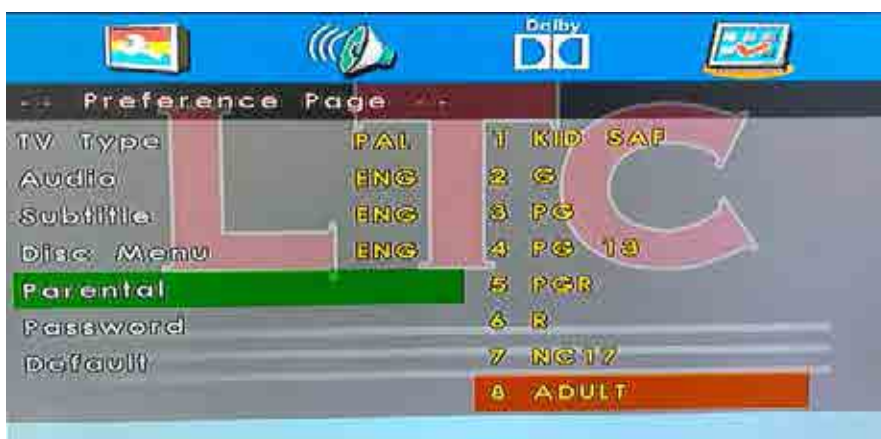 Dolby
-- Preference Page --
TV Type PAL 1 KID SAF
Audio ENG 2 G
Subtitle ENG 3 PG
Disc Menu ENG 4 PG 13
Parental 5 PGR
Password 6 R
Default 7 NC17
8 ADULT
LTC